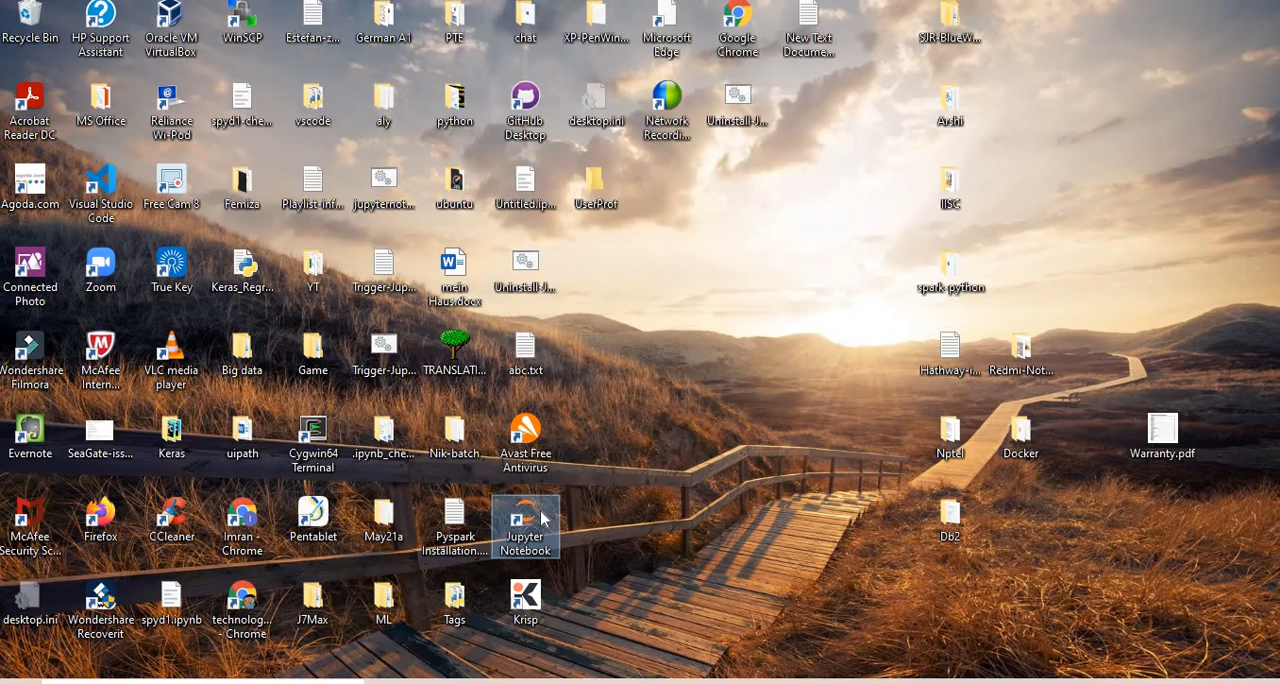 Recycle Bin
HP Support
Assistant
Oracle VM
VirtualBox
WinSCP
Estefan-z...
German A1
PTE
chat
XP-PenWin...
Microsoft
Edge
Google
Chrome
New Text
Docume...
SJR-BlueW...
Acrobat
Reader DC
MS Office
Reliance
Wi-Pod
spyd1-che...
vscode
aly
python
GitHub
Desktop
desktop.ini
Network
Recordi...
Uninstall-J...
Arshi
agoda.com
Agoda.com
Visual Studio
Code
Free Cam 8
Femiza
Playlist-inf...
jupyternot...
ubuntu
Untitled.ip...
UserProf
IISC
Connected
Photo
Zoom
True Key
Keras_Regr...
YT
Trigger-Jup...
mein
Haus.docx
Uninstall-J...
spark-python
Wondershare
Filmora
McAfee
Intern...
VLC media
player
Big data
Game
Trigger-Jup...
TRANSLATI...
abc.txt
Hathway-i...
Redmi-Not...
Evernote
SeaGate-iss...
Keras
uipath
Cygwin64
Terminal
.ipynb_che...
Nik-batch
Avast Free
Antivirus
Nptel
Docker
Warranty.pdf
McAfee
Security Sc...
Firefox
CCleaner
Imran -
Chrome
Pentablet
May21a
Pyspark
Installation....
Jupyter
Notebook
Db2
desktop.ini
Wondershare
Recoverit
spyd1.ipynb
technolog...
- Chrome
J7Max
ML
Tags
Krisp